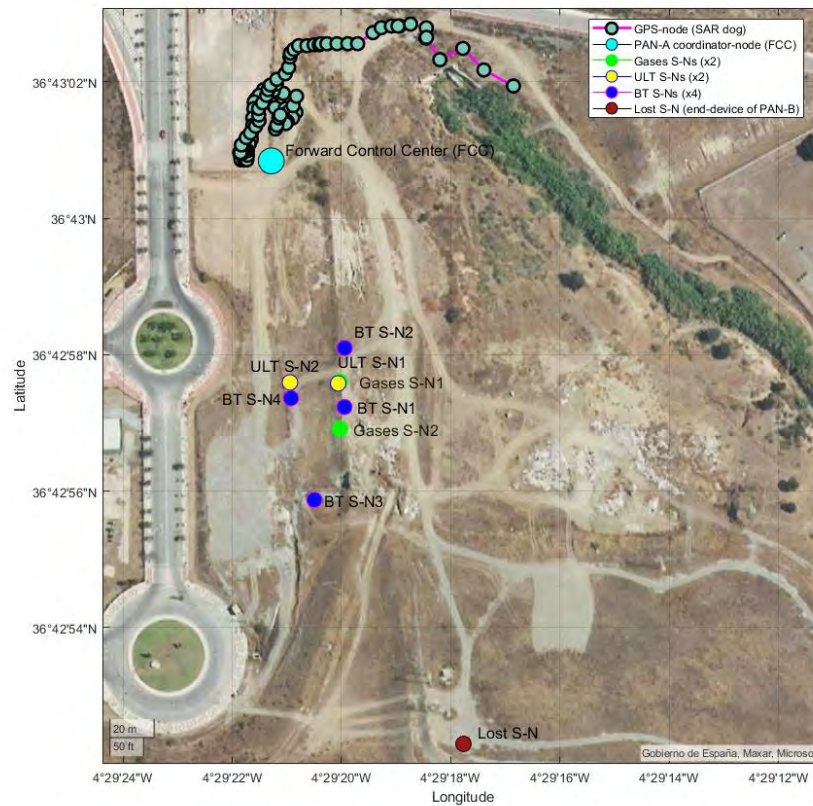 GPS-node (SAR dog)
PAN-A coordinator-node (FCC)
Gases S-Ns (x2)
ULT S-Ns (x2)
BT S-Ns (x4)
Lost S-N (end-device of PAN-B)
36°43'02"N
Forward Control Center (FCC)
36°43'N
BT S-N2
36°42'58"N
ULT S-N2
ULT S-N1
Gases S-N1
BT S-N4
BT S-N1
Gases S-N2
Latitude
36°42'56"N
BT S-N3
36°42'54"N
Lost S-N
20 m
50 ft
Gobierno de España, Maxar, Microso
4°29'24"W
4°29'22"W
4°29'20"W
4°29'18"W
4°29'16"W
4°29'14"W
4°29'12"W
Longitude